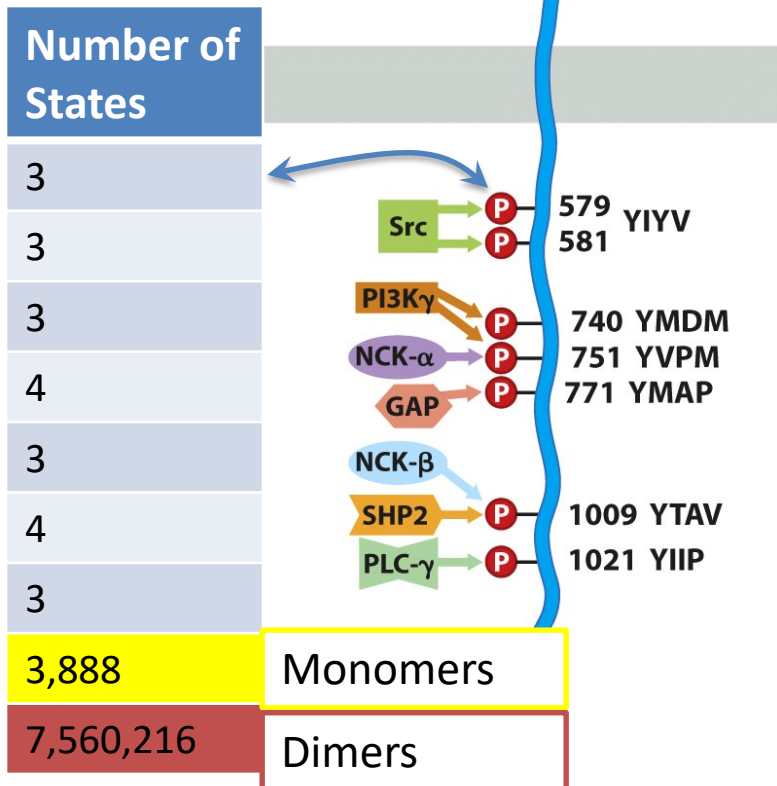 Number of
States
3
3
3
4
3
4
3
3,888
7,560,216
Monomers
Dimers
Src
PI3Kγ
NCK-α
GAP
NCK-β
SHP2
PLC-γ
P
P
P
P
P
P
P
579
581
YIYV
740 YMDM
751 YVPM
771 YMAP
1009 YTAV
1021 YIIP